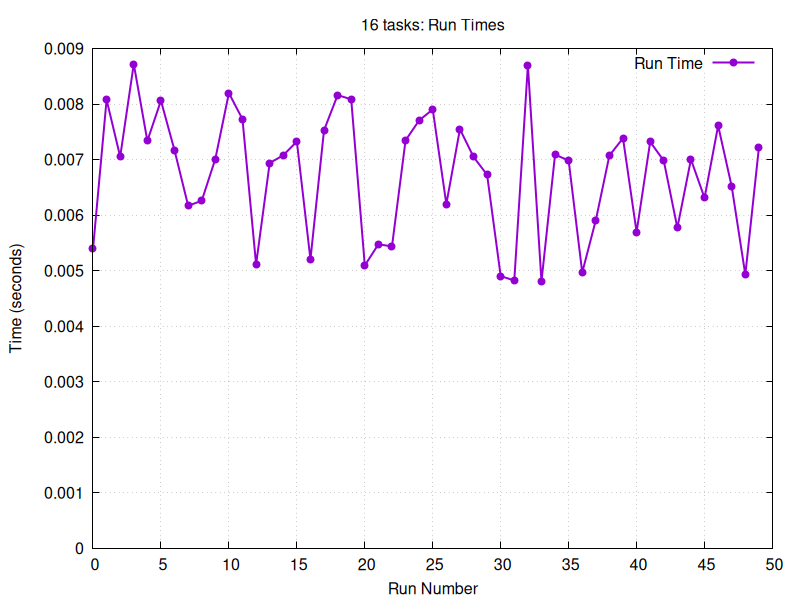 16 tasks: Run Times
Run Time
0.009
0.008
0.007
0.006
0.005
0.004
0.003
0.002
0.001
0
Time (seconds)
0 5 10 15 20 25 30 35 40 45 50
Run Number